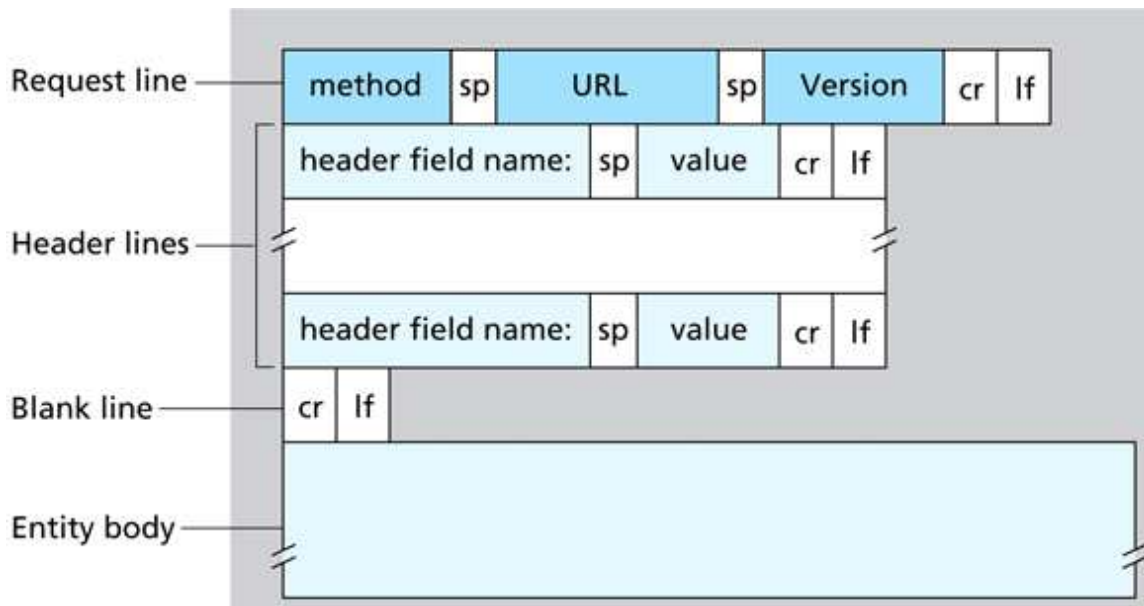 Request line method sp URL sp Version cr lf
header field name: sp value cr lf
Header lines
header field name: sp value cr lf
Blank line cr lf
Entity body